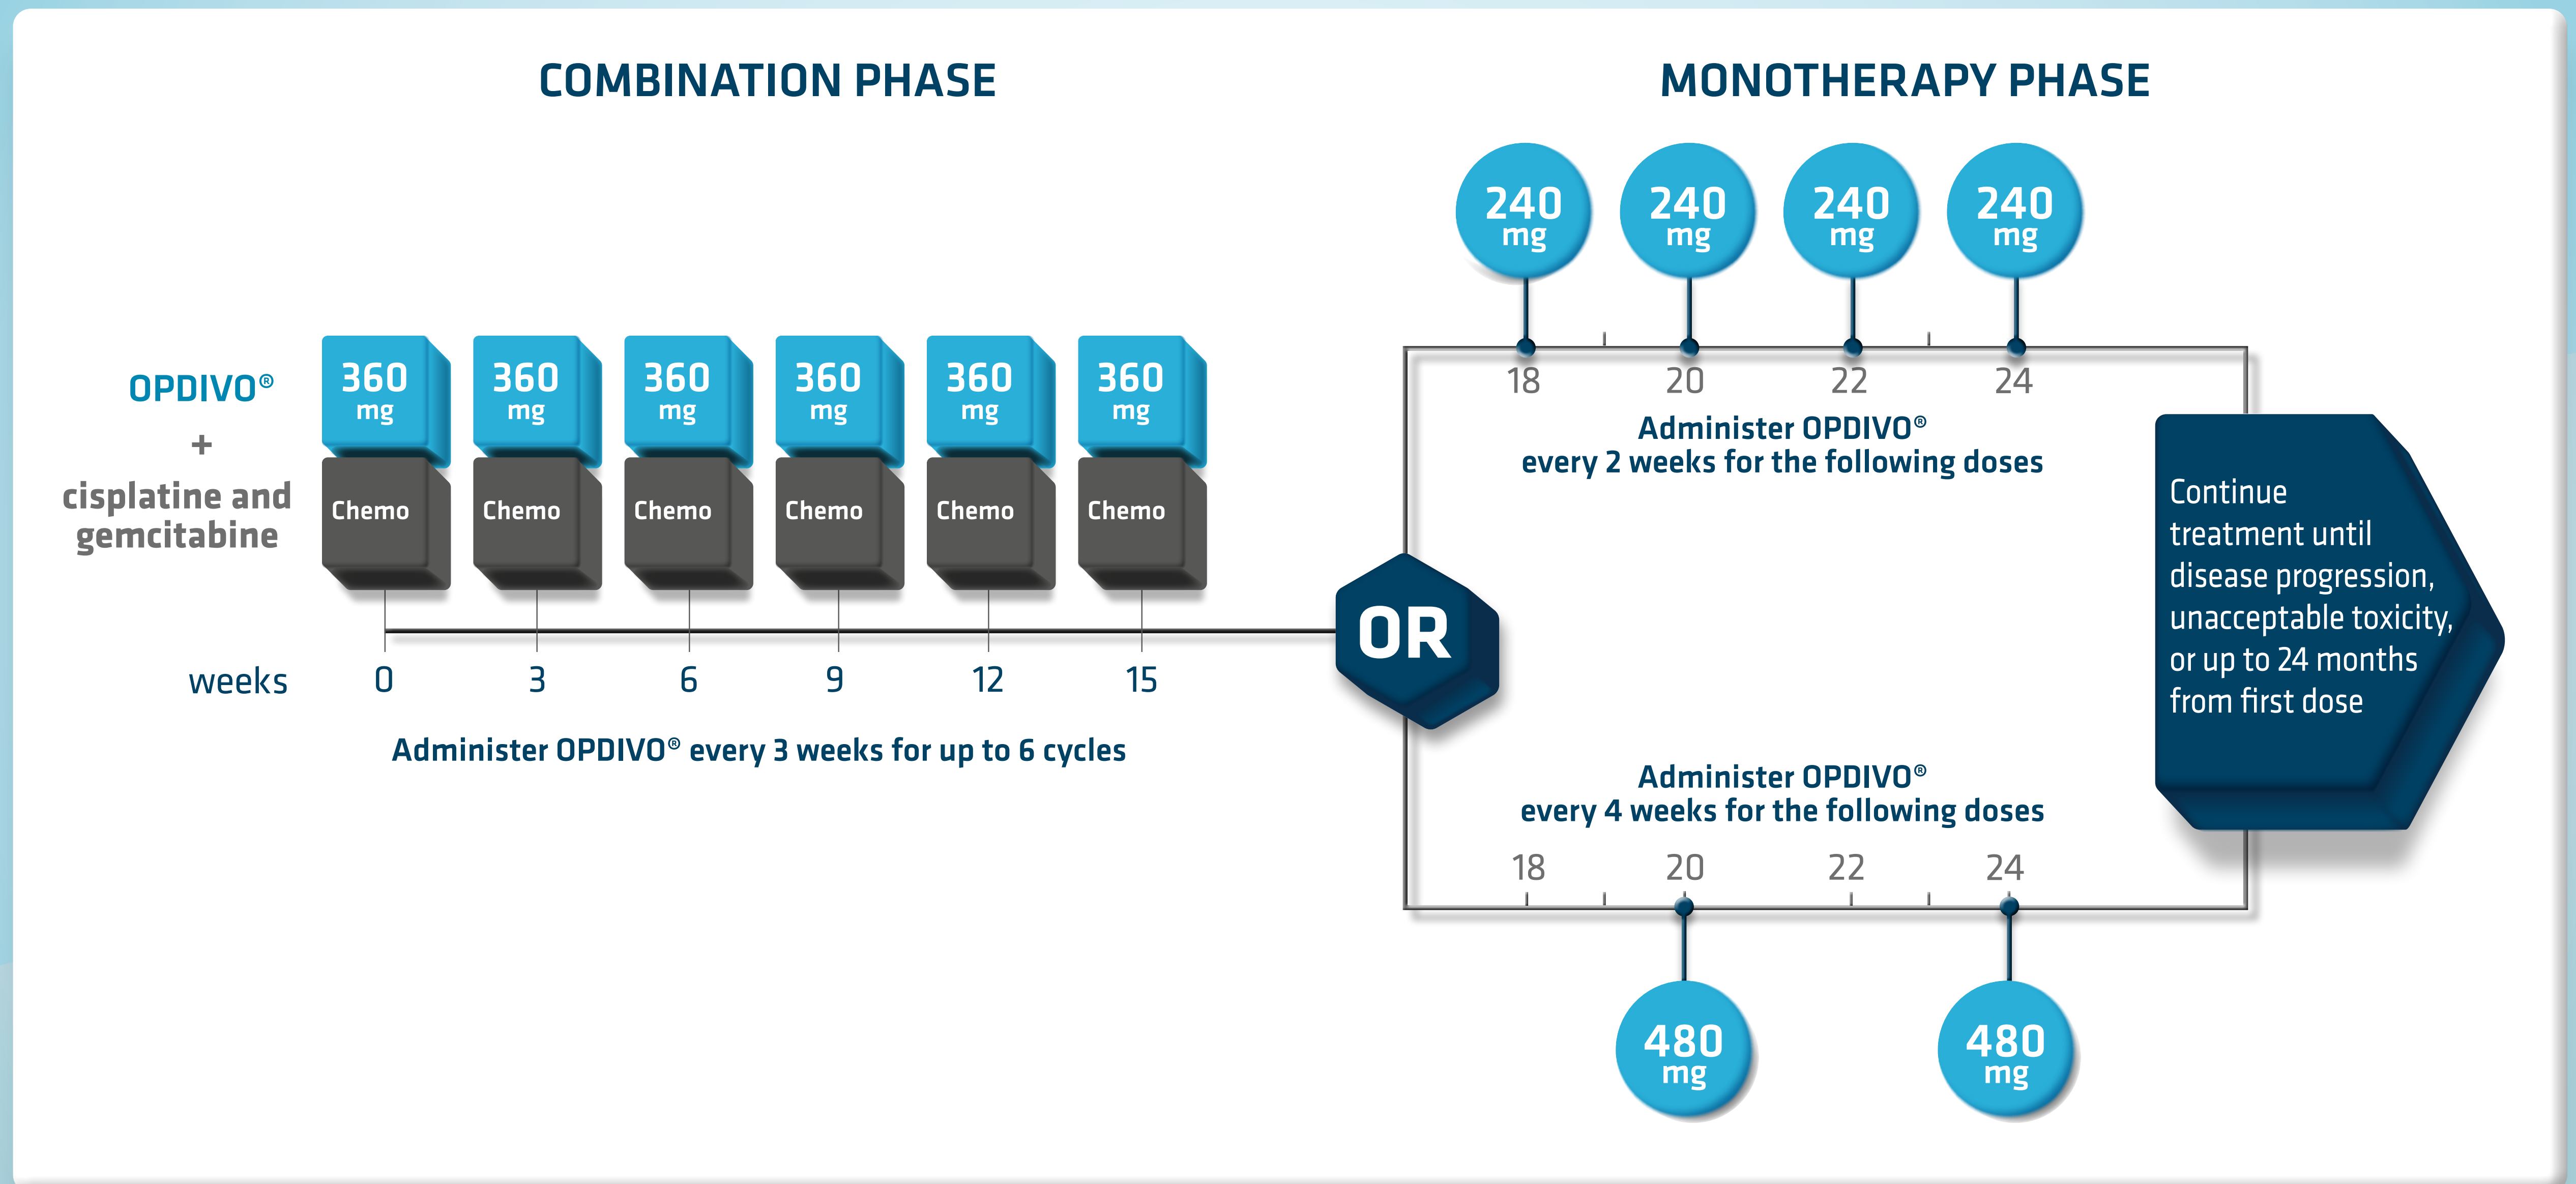 COMBINATION PHASE
OPDIVO®
+
cisplatine and
gemcitabine
360
mg
360
mg
360
mg
360
mg
360
mg
360
mg
Chemo
Chemo
Chemo
Chemo
Chemo
Chemo
weeks 0 3 6 9 12 15
Administer OPDIVO® every 3 weeks for up to 6 cycles
OR
MONOTHERAPY PHASE
240
mg
240
mg
240
mg
240
mg
18 20 22 24
Administer OPDIVO®
every 2 weeks for the following doses
Administer OPDIVO®
every 4 weeks for the following doses
18 20 22 24
480
mg
480
mg
Continue
treatment until
disease progression,
unacceptable toxicity,
or up to 24 months
from first dose